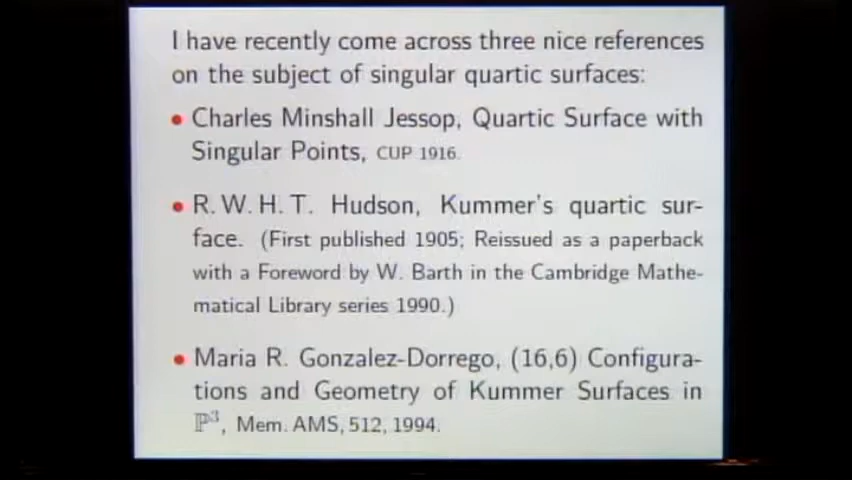 I have recently come across three nice references
on the subject of singular quartic surfaces:
• Charles Minshall Jessop, Quartic Surface with
Singular Points, CUP 1916.
• R. W. H. T. Hudson, Kummer's quartic sur-
face. (First published 1905; Reissued as a paperback
with a Foreword by W. Barth in the Cambridge Mathe-
matical Library series 1990.)
• Maria R. Gonzalez-Dorrego, (16,6) Configura-
tions and Geometry of Kummer Surfaces in
ℙ³, Mem. AMS, 512, 1994.